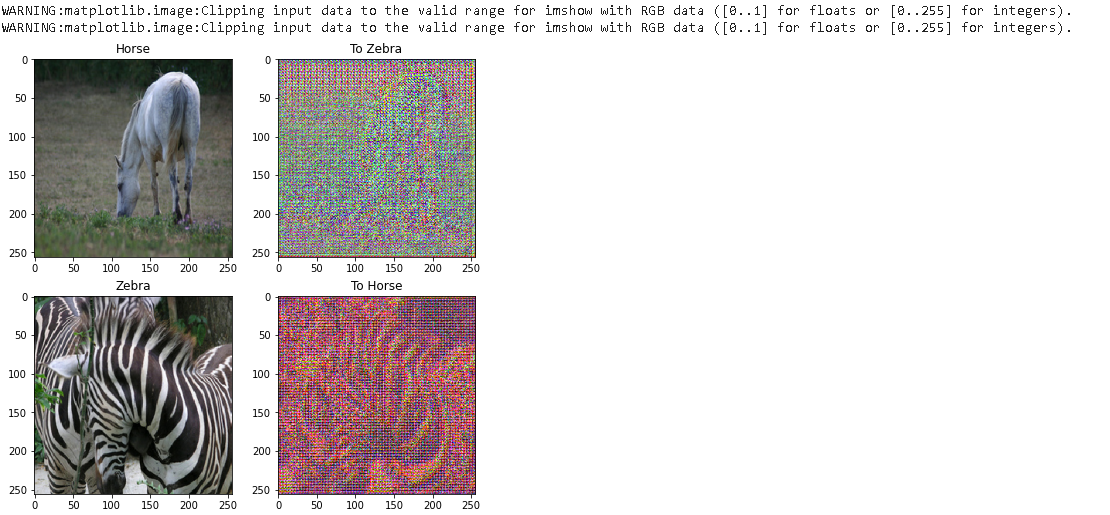 WARNING:matplotlib.image:Clipping input data to the valid range for imshow with RGB data ([0..1] for floats or [0..255] for integers).
WARNING:matplotlib.image:Clipping input data to the valid range for imshow with RGB data ([0..1] for floats or [0..255] for integers).
Horse
To Zebra
0
50
100
150
200
250
0 50 100 150 200 250
0
50
100
150
200
250
0 50 100 150 200 250
Zebra
To Horse
0
50
100
150
200
250
0 50 100 150 200 250
0
50
100
150
200
250
0 50 100 150 200 250